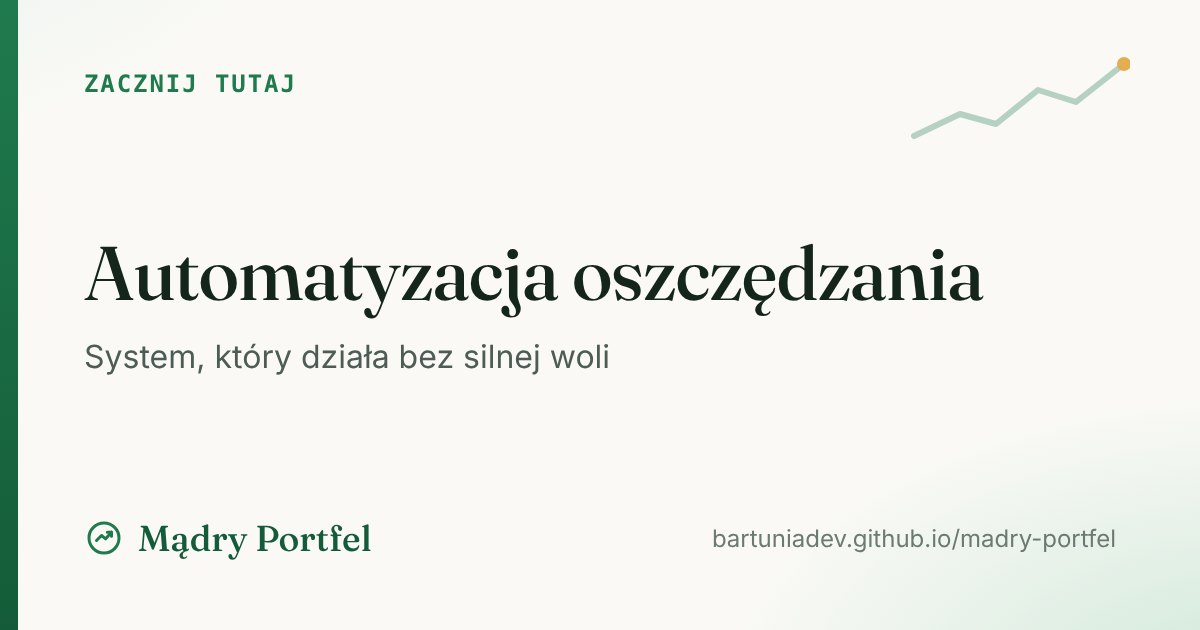 ZACZNIJ TUTAJ
Automatyzacja oszczędzania
System, który działa bez silnej woli
Mądry Portfel
bartuniadev.github.io/madry-portfel